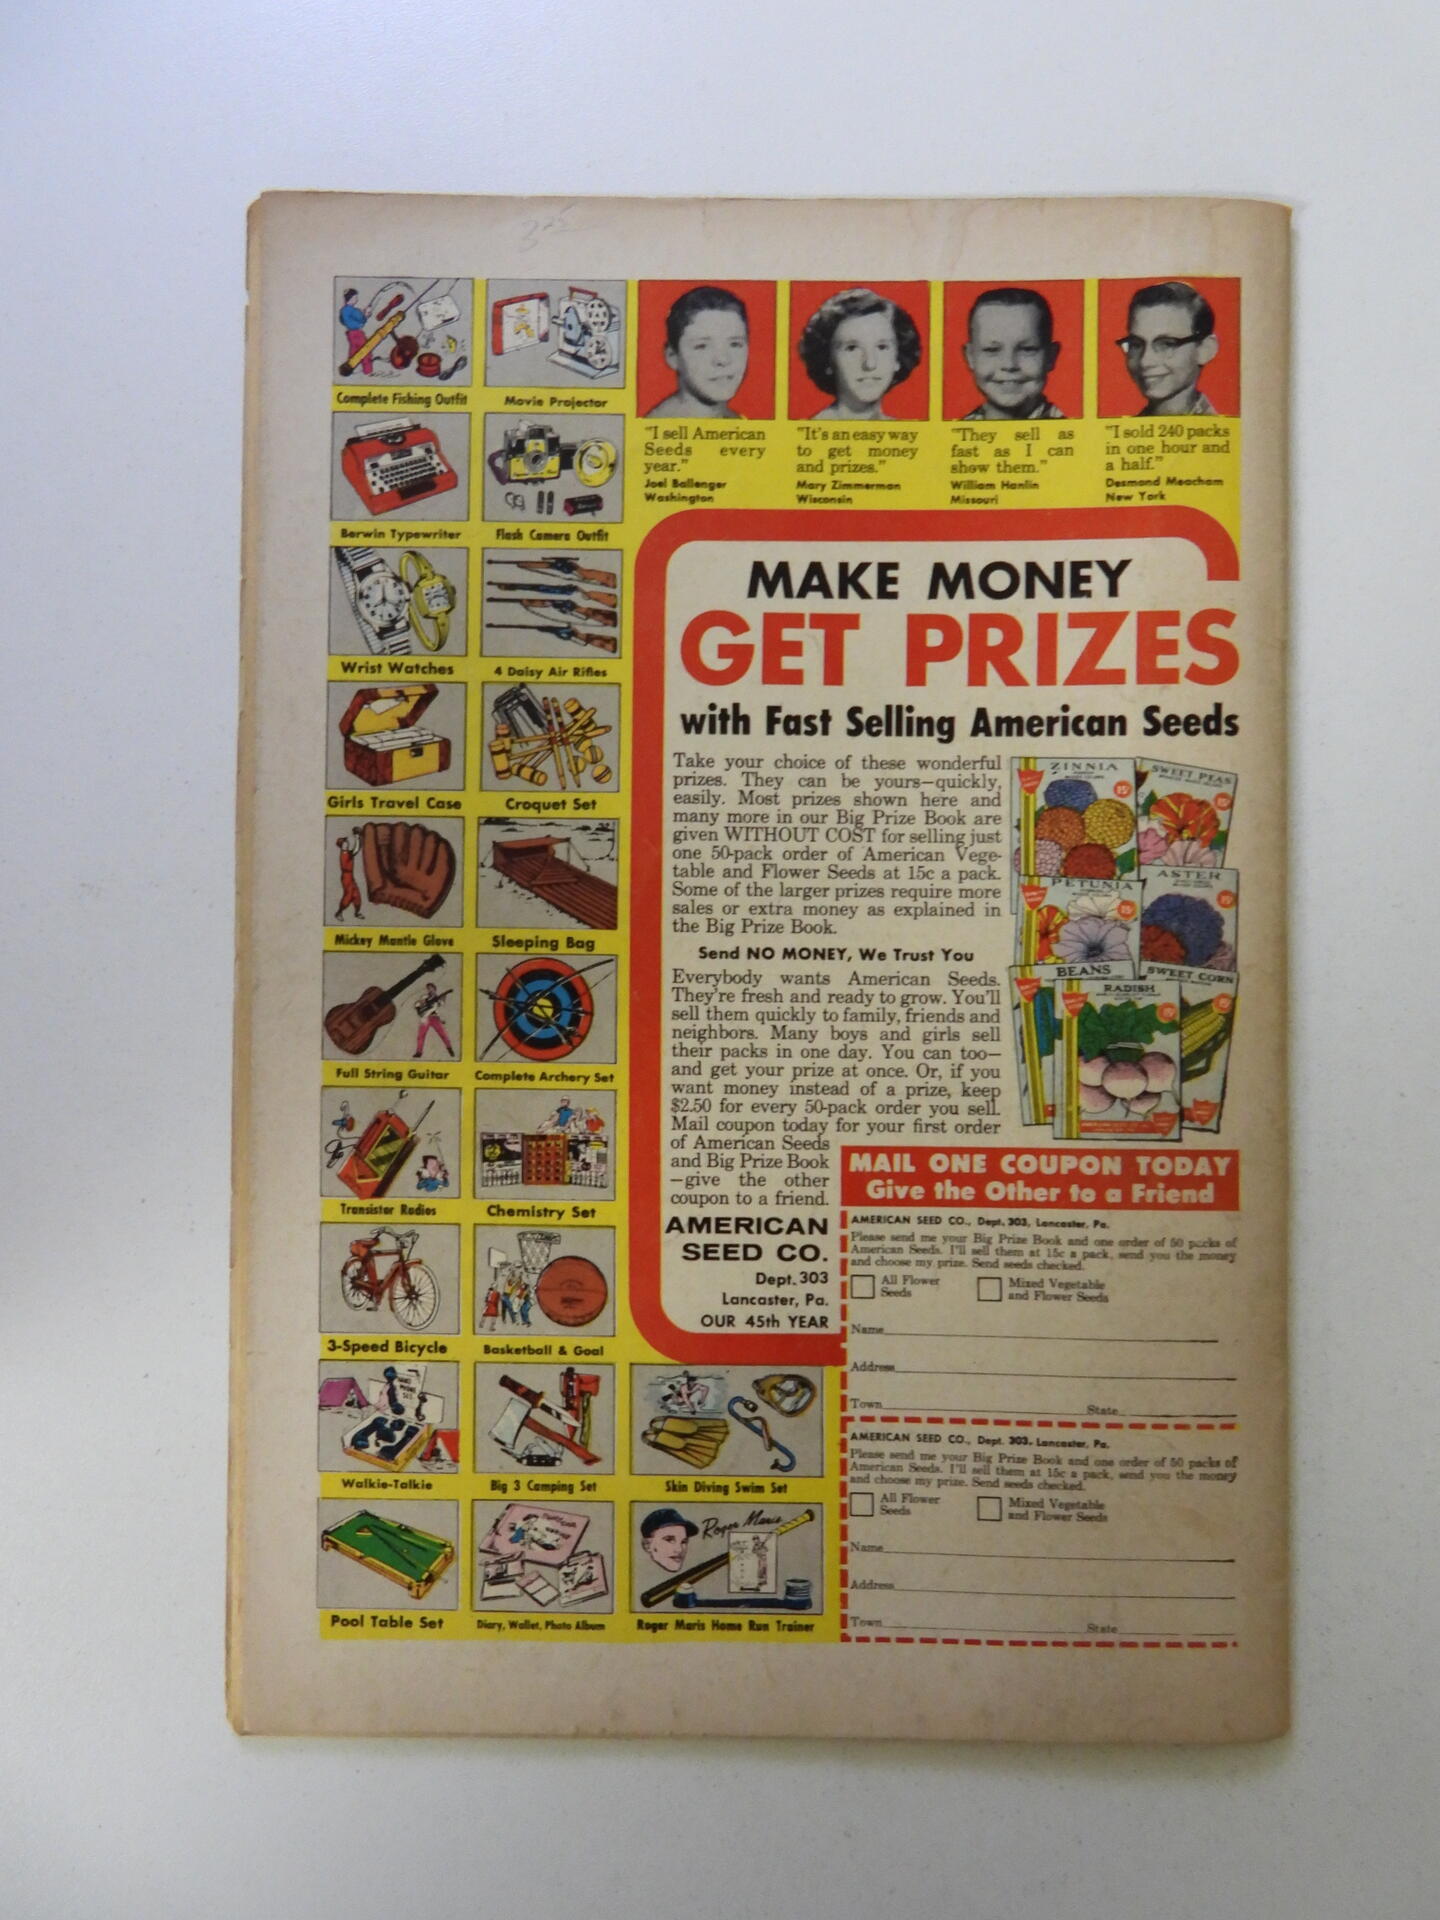 3 25
Complete Fishing Outfit
Movie Projector
Berwin Typewriter
Flash Camera Outfit
Wrist Watches
4 Daisy Air Rifles
Girls Travel Case
Croquet Set
Mickey Mantle Glove
Sleeping Bag
Full String Guitar
Complete Archery Set
Transistor Radios
Chemistry Set
3-Speed Bicycle
Basketball & Goal
Walkie-Talkie
Big 3 Camping Set
Skin Diving Swim Set
Pool Table Set
Diary, Wallet, Photo Album
Roger Maris
Roger Maris Home Run Trainer
"I sell American
Seeds every
year."
Joel Ballenger
Washington
"It's an easy way
to get money
and prizes."
Mary Zimmerman
Wisconsin
"They sell as
fast as I can
show them."
William Hanlin
Missouri
"I sold 240 packs
in one hour and
a half."
Desmond Meacham
New York
MAKE MONEY
GET PRIZES
with Fast Selling American Seeds
Take your choice of these wonderful
prizes. They can be yours—quickly,
easily. Most prizes shown here and
many more in our Big Prize Book are
given WITHOUT COST for selling just
one 50-pack order of American Vege-
table and Flower Seeds at 15c a pack.
Some of the larger prizes require more
sales or extra money as explained in
the Big Prize Book.
Send NO MONEY, We Trust You
Everybody wants American Seeds.
They're fresh and ready to grow. You'll
sell them quickly to family, friends and
neighbors. Many boys and girls sell
their packs in one day. You can too—
and get your prize at once. Or, if you
want money instead of a prize, keep
$2.50 for every 50-pack order you sell.
Mail coupon today for your first order
of American Seeds
and Big Prize Book
—give the other
coupon to a friend.
AMERICAN
SEED CO.
Dept. 303
Lancaster, Pa.
OUR 45th YEAR
ZINNIA
15¢
SWEET PEAS
15¢
PETUNIA
15¢
ASTER
15¢
BEANS
SWEET CORN
15¢
RADISH
15¢
MAIL ONE COUPON TODAY
Give the Other to a Friend
AMERICAN SEED CO., Dept. 303, Lancaster, Pa.
Please send me your Big Prize Book and one order of 50 packs of
American Seeds. I'll sell them at 15c a pack, send you the money
and choose my prize. Send seeds checked.
All Flower
Seeds
Mixed Vegetable
and Flower Seeds
Name
Address
Town State
AMERICAN SEED CO., Dept. 303, Lancaster, Pa.
Please send me your Big Prize Book and one order of 50 packs of
American Seeds. I'll sell them at 15c a pack, send you the money
and choose my prize. Send seeds checked.
All Flower
Seeds
Mixed Vegetable
and Flower Seeds
Name
Address
Town State